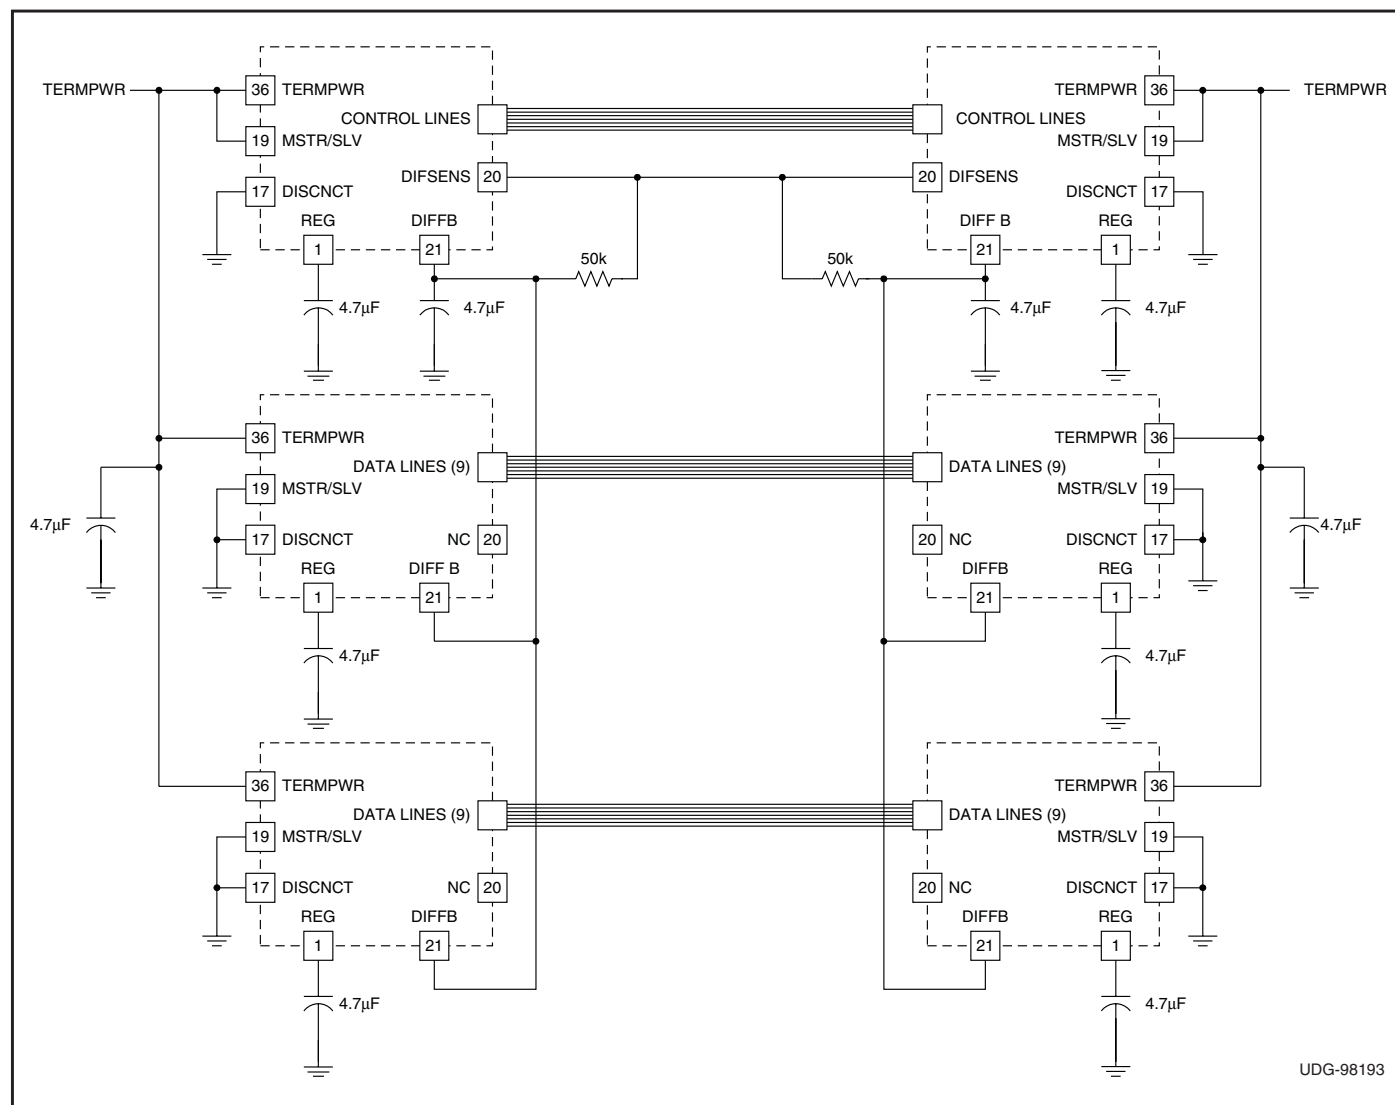 TERMPWR
36 TERMPWR
CONTROL LINES
19 MSTR/SLV
DIFSENS 20
17 DISCNCT
REG
DIFFB
1
21
4.7µF
4.7µF
50k
TERMPWR 36
TERMPWR
CONTROL LINES
MSTR/SLV 19
20 DIFSENS
DISCNCT 17
DIFF B
REG
21
1
50k
4.7µF
4.7µF
36 TERMPWR
DATA LINES (9)
19 MSTR/SLV
4.7µF
17 DISCNCT
NC 20
REG
DIFF B
1
21
4.7µF
TERMPWR 36
DATA LINES (9)
MSTR/SLV 19
4.7µF
20 NC
DISCNCT 17
DIFFB
REG
21
1
4.7µF
36 TERMPWR
DATA LINES (9)
19 MSTR/SLV
17 DISCNCT
NC 20
REG
DIFFB
1
21
4.7µF
TERMPWR 36
DATA LINES (9)
MSTR/SLV 19
20 NC
DISCNCT 17
DIFFB
REG
21
1
4.7µF
UDG-98193